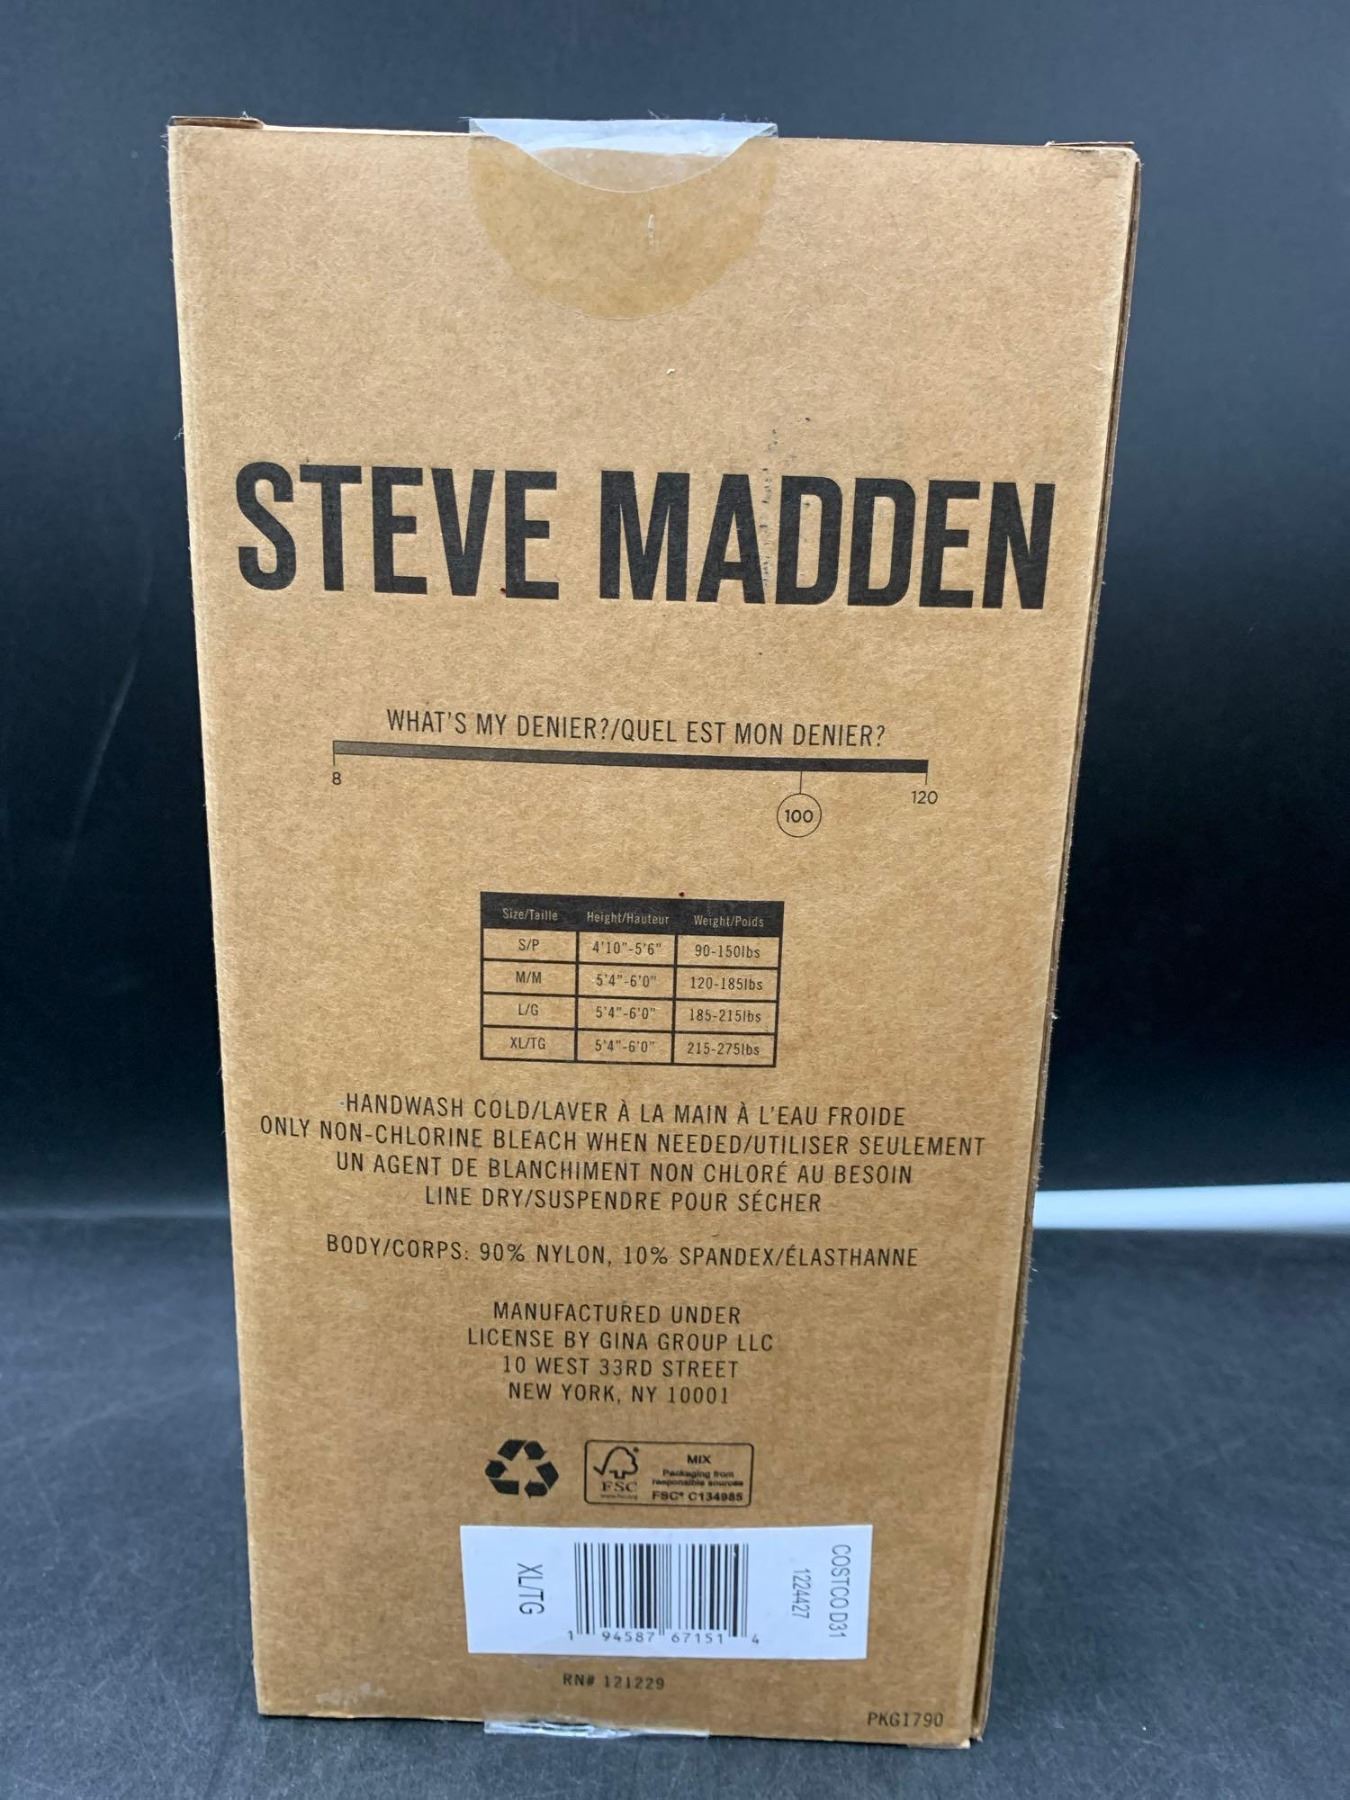 STEVE MADDEN
WHAT'S MY DENIER?/QUEL EST MON DENIER?
8
100
120
Size/Taille Height/Hauteur Weight/Poids
S/P 4'10"-5'6" 90-150lbs
M/M 5'4"-6'0" 120-185lbs
L/G 5'4"-6'0" 185-215lbs
XL/TG 5'4"-6'0" 215-275lbs
HANDWASH COLD/LAVER À LA MAIN À L'EAU FROIDE
ONLY NON-CHLORINE BLEACH WHEN NEEDED/UTILISER SEULEMENT
UN AGENT DE BLANCHIMENT NON CHLORÉ AU BESOIN
LINE DRY/SUSPENDRE POUR SÉCHER
BODY/CORPS: 90% NYLON, 10% SPANDEX/ÉLASTHANNE
MANUFACTURED UNDER
LICENSE BY GINA GROUP LLC
10 WEST 33RD STREET
NEW YORK, NY 10001
FSC
MIX
Packaging from
responsible sources
FSC® C134985
XL/TG
1 94587 67151 4
1224427
COSTCO D31
RN# 121229
PKG1790